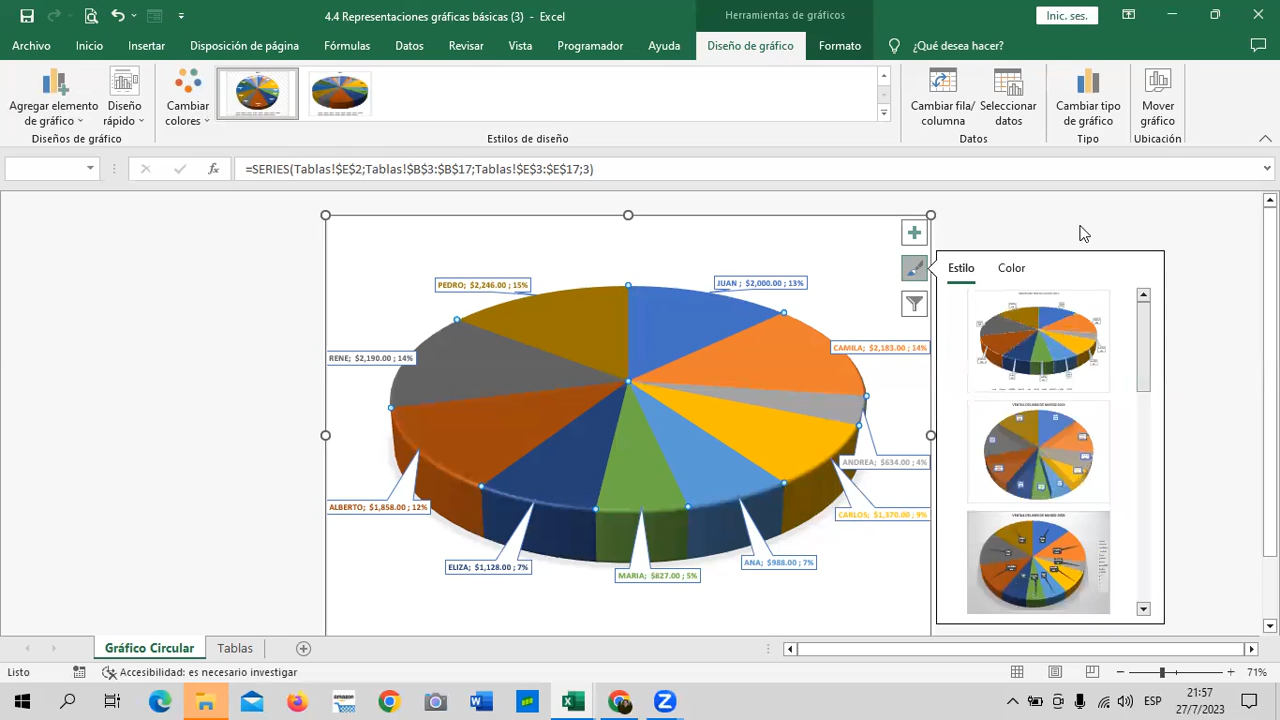 4.4 Representaciones gráficas básicas (3) - Excel
Herramientas de gráficos
Inic. ses.
Archivo Inicio Insertar Disposición de página Fórmulas Datos Revisar Vista Programador Ayuda Diseño de gráfico Formato ¿Qué desea hacer?
Agregar elemento de gráfico
Diseño rápido
Cambiar colores
Cambiar fila/ columna
Seleccionar datos
Cambiar tipo de gráfico
Mover gráfico
Diseños de gráfico Estilos de diseño Datos Tipo Ubicación
fx =SERIES(Tablas!$E$2;Tablas!$B$3:$B$17;Tablas!$E$3:$E$17;3)
Estilo Color
PEDRO; $2,246.00 ; 15%
JUAN ; $2,000.00 ; 13%
RENE; $2,190.00 ; 14%
CAMILA; $2,183.00 ; 14%
ANDREA; $634.00 ; 4%
ALBERTO; $1,858.00 ; 12%
CARLOS; $1,370.00 ; 9%
ELIZA; $1,128.00 ; 7%
MARIA; $827.00 ; 5%
ANA; $988.00 ; 7%
Gráfico Circular Tablas
Listo Accesibilidad: es necesario investigar 71%
ESP
21:57
27/7/2023